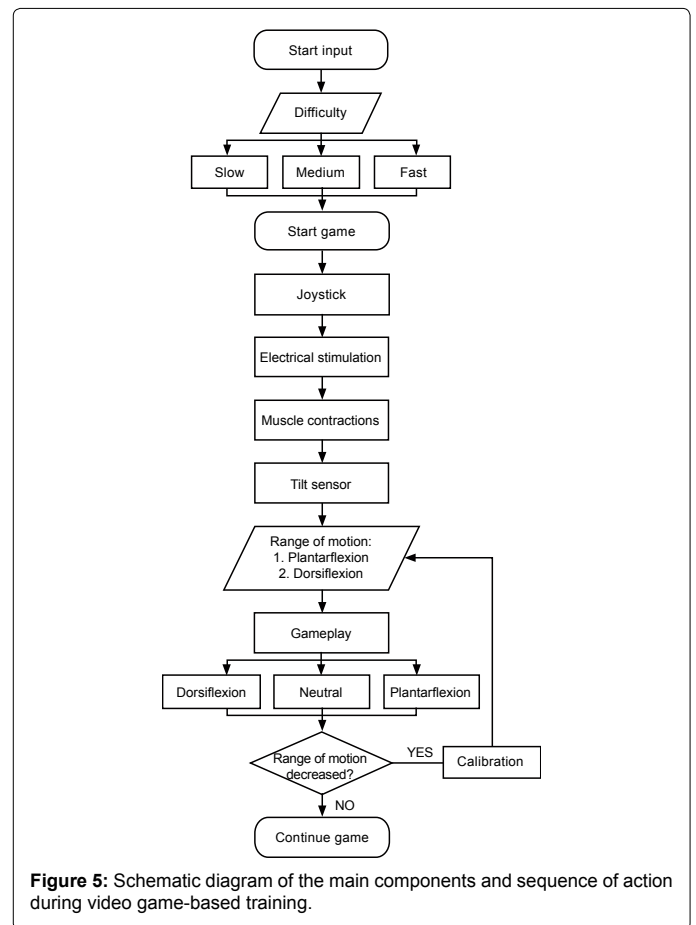 Start input
Difficulty
Slow Medium Fast
Start game
Joystick
Electrical stimulation
Muscle contractions
Tilt sensor
Range of motion:
1. Plantarflexion
2. Dorsiflexion
Gameplay
Dorsiflexion Neutral Plantarflexion
Range of motion
decreased?
YES
Calibration
NO
Continue game
Figure 5: Schematic diagram of the main components and sequence of action
during video game-based training.